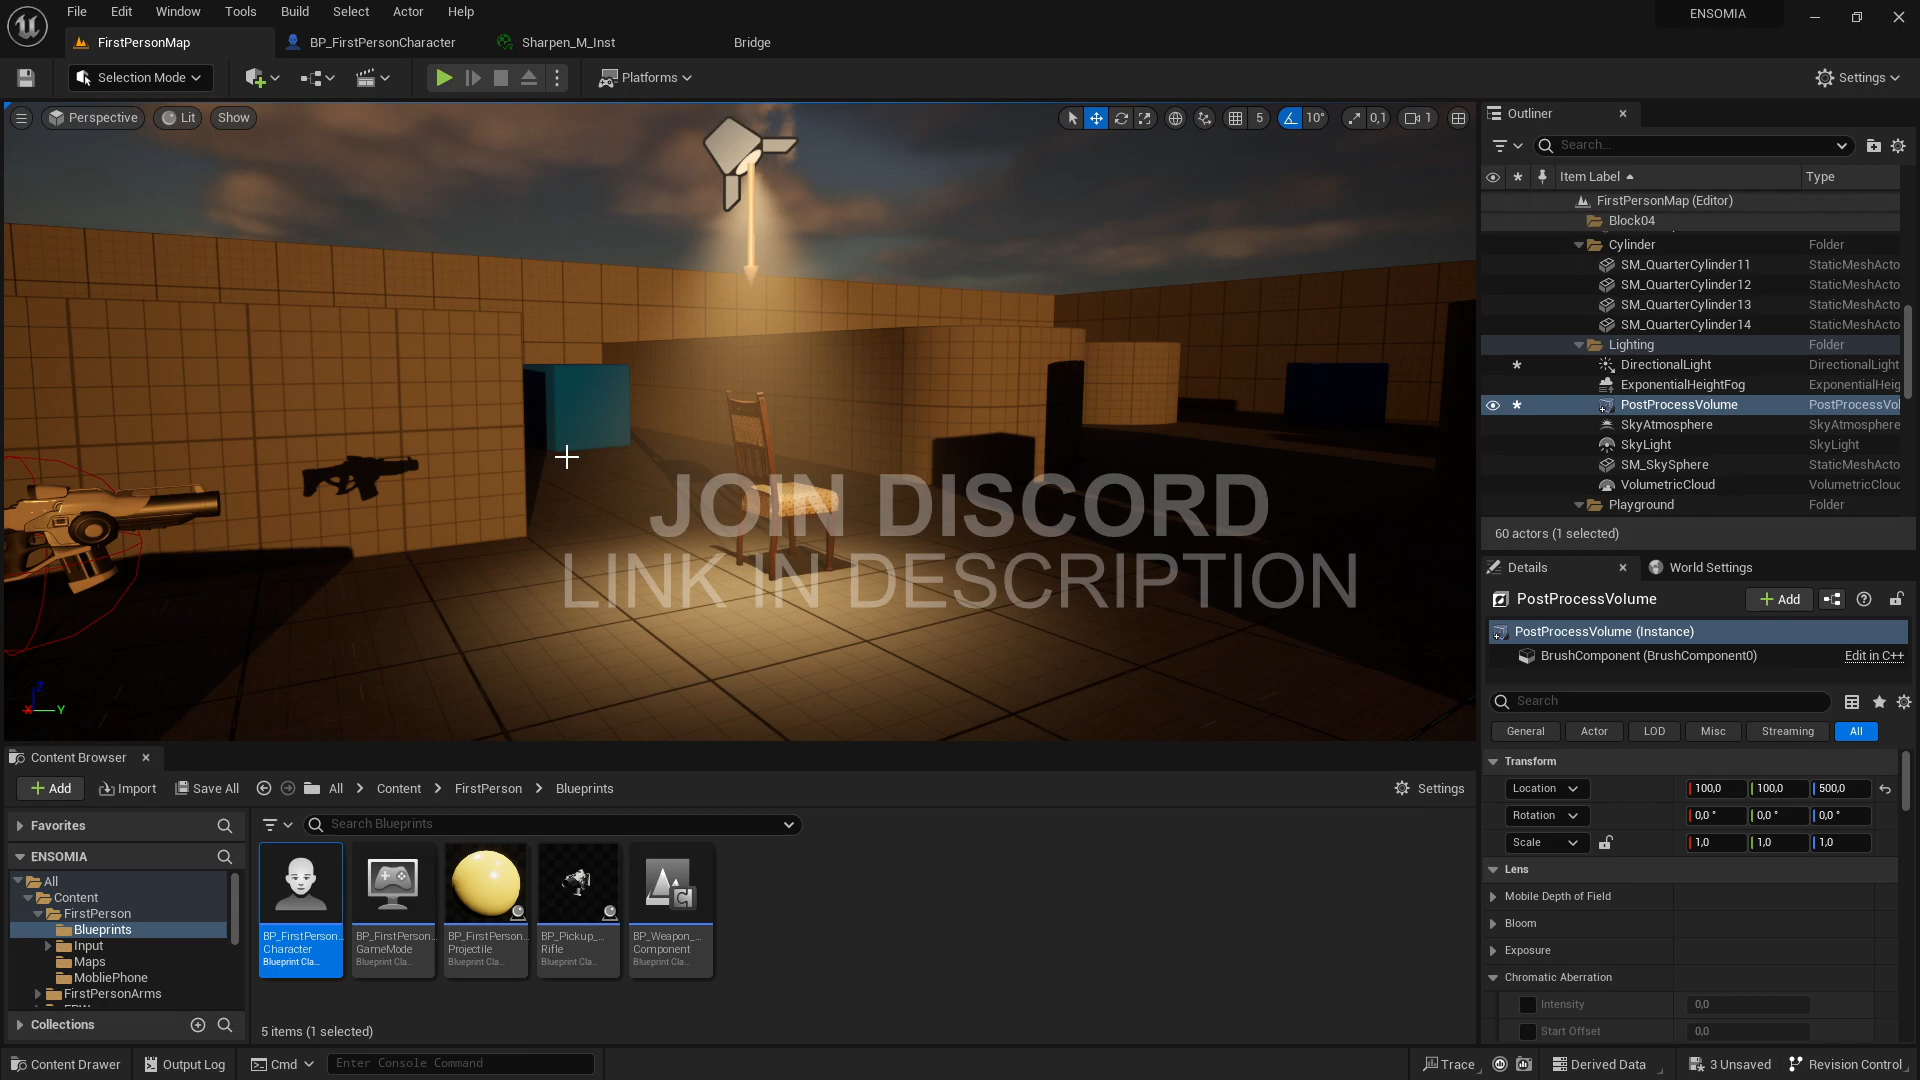 File Edit Window Tools Build Select Actor Help
ENSOMIA
FirstPersonMap
BP_FirstPersonCharacter
Sharpen_M_Inst
Bridge
Selection Mode
Platforms
Settings
Perspective
Lit
Show
5
10°
0,1
1
JOIN DISCORD
LINK IN DESCRIPTION
Z
X
Y
Outliner
Search...
Item Label Type
FirstPersonMap (Editor)
Block04
Cylinder Folder
SM_QuarterCylinder11 StaticMeshActo
SM_QuarterCylinder12 StaticMeshActo
SM_QuarterCylinder13 StaticMeshActo
SM_QuarterCylinder14 StaticMeshActo
Lighting Folder
DirectionalLight DirectionalLight
ExponentialHeightFog ExponentialHeig
PostProcessVolume PostProcessVol
SkyAtmosphere SkyAtmosphere
SkyLight SkyLight
SM_SkySphere StaticMeshActo
VolumetricCloud VolumetricClouc
Playground Folder
60 actors (1 selected)
Details
World Settings
PostProcessVolume
Add
PostProcessVolume (Instance)
BrushComponent (BrushComponent0) Edit in C++
Search
General Actor LOD Misc Streaming All
Transform
Location 100,0 100,0 500,0
Rotation 0,0 ° 0,0 ° 0,0 °
Scale 1,0 1,0 1,0
Lens
Mobile Depth of Field
Bloom
Exposure
Chromatic Aberration
Intensity 0,0
Start Offset 0,0
Content Browser
Add Import Save All All Content FirstPerson Blueprints
Settings
Favorites
ENSOMIA
All
Content
FirstPerson
Blueprints
Input
Maps
MobliePhone
FirstPersonArms
Collections
Search Blueprints
BP_FirstPerson...
Character
Blueprint Cla...
BP_FirstPerson...
GameMode
Blueprint Cla...
BP_FirstPerson...
Projectile
Blueprint Cla...
BP_Pickup_...
Rifle
Blueprint Cla...
BP_Weapon_...
Component
Blueprint Cla...
5 items (1 selected)
Content Drawer
Output Log
Cmd
Enter Console Command
Trace
Derived Data
3 Unsaved
Revision Control